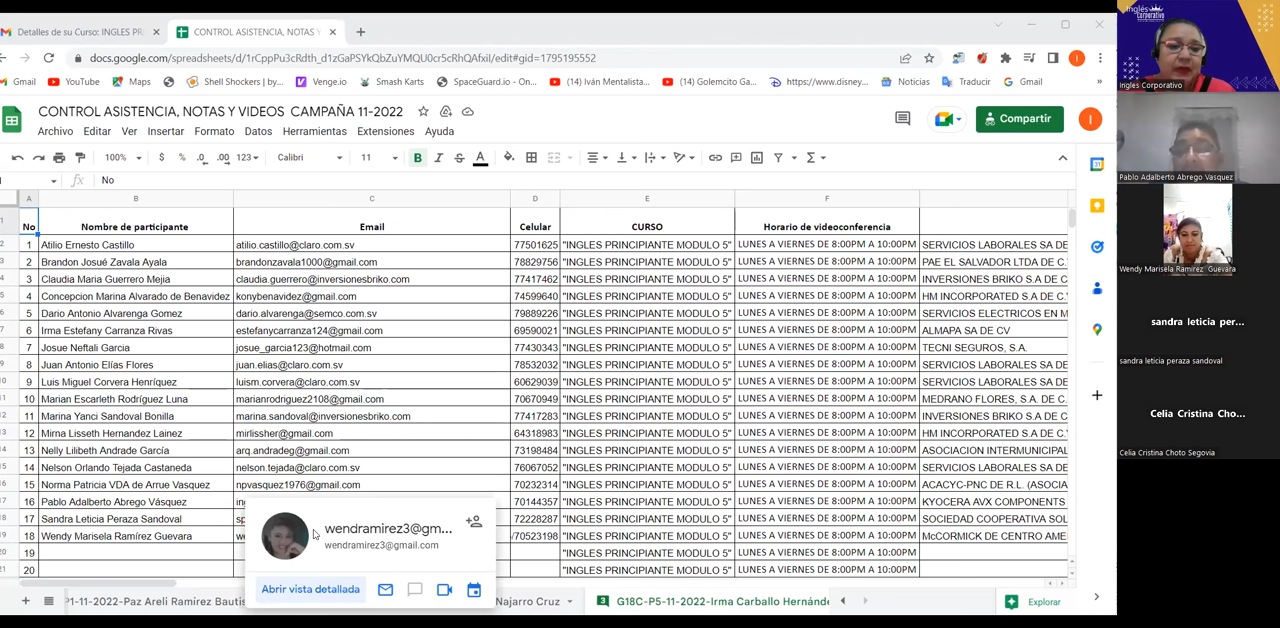 Detalles de su Curso: INGLES PRI
CONTROL ASISTENCIA, NOTAS Y
docs.google.com/spreadsheets/d/1rCppPu3cRdth_d1zGaPSYkQbZuYMQU0cr5cRhQAfxiI/edit#gid=1795195552
Gmail YouTube Maps Shell Shockers | by... Venge.io Smash Karts SpaceGuard.io - On... (14) Iván Mentalista... (14) Golemcito Ga... https://www.disney... Noticias Traducir Gmail »
CONTROL ASISTENCIA, NOTAS Y VIDEOS CAMPAÑA 11-2022
Compartir
I
Archivo Editar Ver Insertar Formato Datos Herramientas Extensiones Ayuda
100% $ % .0 .00 123 Calibri 11 B I S A
fx No
A B C D E F
No Nombre de participante Email Celular CURSO Horario de videoconferencia
1 Atilio Ernesto Castillo atilio.castillo@claro.com.sv 77501625 "INGLES PRINCIPIANTE MODULO 5" LUNES A VIERNES DE 8:00PM A 10:00PM SERVICIOS LABORALES SA DE
2 Brandon Josué Zavala Ayala brandonzavala1000@gmail.com 78829756 "INGLES PRINCIPIANTE MODULO 5" LUNES A VIERNES DE 8:00PM A 10:00PM PAE EL SALVADOR LTDA DE C.
3 Claudia Maria Guerrero Mejia claudia.guerrero@inversionesbriko.com 77417462 "INGLES PRINCIPIANTE MODULO 5" LUNES A VIERNES DE 8:00PM A 10:00PM INVERSIONES BRIKO S.A DE C
4 Concepcion Marina Alvarado de Benavidez konybenavidez@gmail.com 74599640 "INGLES PRINCIPIANTE MODULO 5" LUNES A VIERNES DE 8:00PM A 10:00PM HM INCORPORATED S.A DE C.V
5 Dario Antonio Alvarenga Gomez dario.alvarenga@semco.com.sv 79889226 "INGLES PRINCIPIANTE MODULO 5" LUNES A VIERNES DE 8:00PM A 10:00PM SERVICIOS ELECTRICOS EN M
6 Irma Estefany Carranza Rivas estefanycarranza124@gmail.com 69590021 "INGLES PRINCIPIANTE MODULO 5" LUNES A VIERNES DE 8:00PM A 10:00PM ALMAPA SA DE CV
7 Josue Neftali Garcia josue_garcia123@hotmail.com 77430343 "INGLES PRINCIPIANTE MODULO 5" LUNES A VIERNES DE 8:00PM A 10:00PM TECNI SEGUROS, S.A.
8 Juan Antonio Elías Flores juan.elias@claro.com.sv 78532032 "INGLES PRINCIPIANTE MODULO 5" LUNES A VIERNES DE 8:00PM A 10:00PM SERVICIOS LABORALES SA DE
9 Luis Miguel Corvera Henríquez luism.corvera@claro.com.sv 60629039 "INGLES PRINCIPIANTE MODULO 5" LUNES A VIERNES DE 8:00PM A 10:00PM SERVICIOS LABORALES SA DE
10 Marian Escarleth Rodríguez Luna marianrodriguez2108@gmail.com 70670949 "INGLES PRINCIPIANTE MODULO 5" LUNES A VIERNES DE 8:00PM A 10:00PM MEDRANO FLORES, S.A. DE C.
11 Marina Yanci Sandoval Bonilla marina.sandoval@inversionesbriko.com 77417283 "INGLES PRINCIPIANTE MODULO 5" LUNES A VIERNES DE 8:00PM A 10:00PM INVERSIONES BRIKO S.A DE C
12 Mirna Lisseth Hernandez Lainez mirlissher@gmail.com 64318983 "INGLES PRINCIPIANTE MODULO 5" LUNES A VIERNES DE 8:00PM A 10:00PM HM INCORPORATED S.A DE C.
13 Nelly Lilibeth Andrade García arq.andradeg@gmail.com 73198484 "INGLES PRINCIPIANTE MODULO 5" LUNES A VIERNES DE 8:00PM A 10:00PM ASOCIACION INTERMUNICIPAL
14 Nelson Orlando Tejada Castaneda nelson.tejada@claro.com.sv 76067052 "INGLES PRINCIPIANTE MODULO 5" LUNES A VIERNES DE 8:00PM A 10:00PM SERVICIOS LABORALES SA DE
15 Norma Patricia VDA de Arrue Vasquez npvasquez1976@gmail.com 70232314 "INGLES PRINCIPIANTE MODULO 5" LUNES A VIERNES DE 8:00PM A 10:00PM ACACYC-PNC DE R.L. (ASOCIA
16 Pablo Adalberto Abrego Vásquez 70144357 "INGLES PRINCIPIANTE MODULO 5" LUNES A VIERNES DE 8:00PM A 10:00PM KYOCERA AVX COMPONENTS
17 Sandra Leticia Peraza Sandoval 72228287 "INGLES PRINCIPIANTE MODULO 5" LUNES A VIERNES DE 8:00PM A 10:00PM SOCIEDAD COOPERATIVA SOL
18 Wendy Marisela Ramírez Guevara /70523198 "INGLES PRINCIPIANTE MODULO 5" LUNES A VIERNES DE 8:00PM A 10:00PM McCORMICK DE CENTRO AME
19 "INGLES PRINCIPIANTE MODULO 5" LUNES A VIERNES DE 8:00PM A 10:00PM
20 "INGLES PRINCIPIANTE MODULO 5" LUNES A VIERNES DE 8:00PM A 10:00PM
wendramirez3@gm...
wendramirez3@gmail.com
Abrir vista detallada
P1-11-2022-Paz Areli Ramirez Bautis
Najarro Cruz
3 G18C-P5-11-2022-Irma Carballo Hernánde
Explorar
Inglés Corporativo
Ingles Corporativo
Pablo Adalberto Abrego Vasquez
Wendy Marisela Ramirez Guevara
sandra leticia per...
sandra leticia peraza sandoval
Celia Cristina Cho...
Celia Cristina Choto Segovia